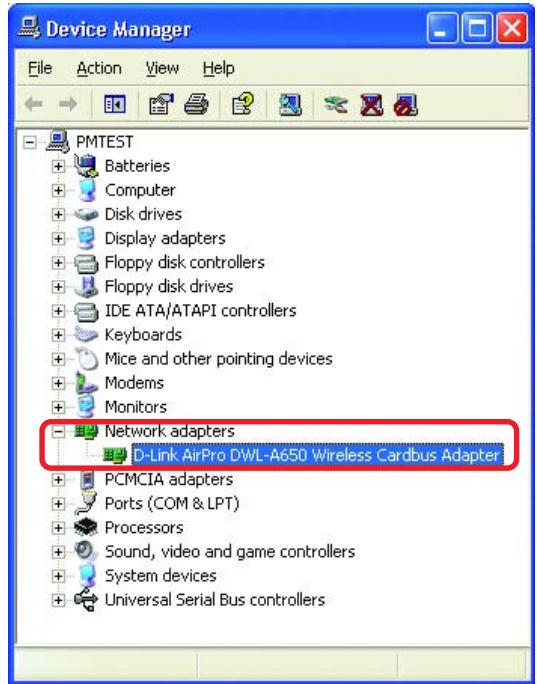 Device Manager
File Action View Help
PMTEST
Batteries
Computer
Disk drives
Display adapters
Floppy disk controllers
Floppy disk drives
IDE ATA/ATAPI controllers
Keyboards
Mice and other pointing devices
Modems
Monitors
Network adapters
D-Link AirPro DWL-A650 Wireless Cardbus Adapter
PCMCIA adapters
Ports (COM & LPT)
Processors
Sound, video and game controllers
System devices
Universal Serial Bus controllers